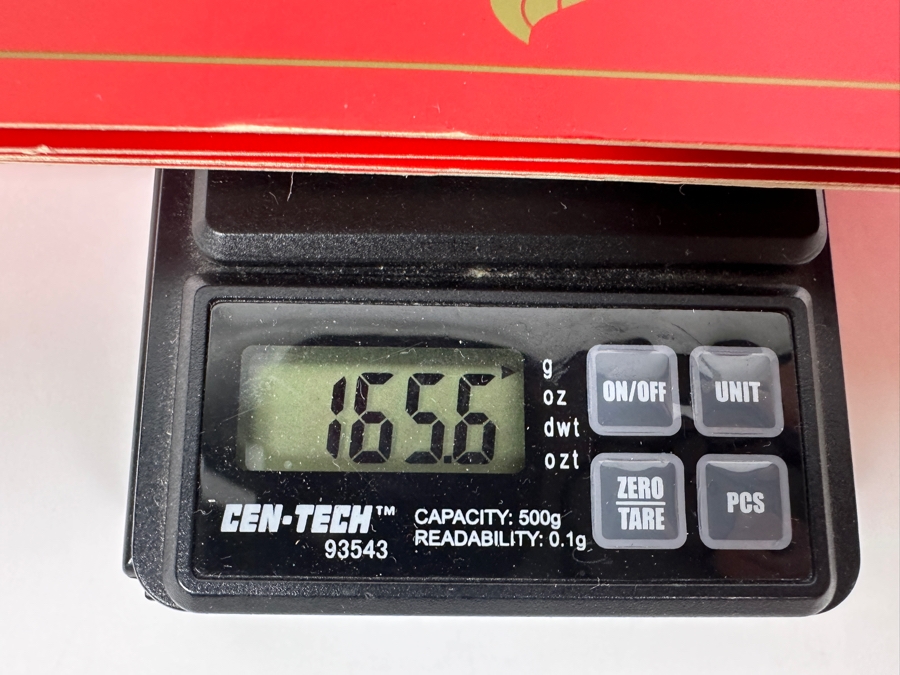 165.6
g
oz
dwt
ozt
ON/OFF
UNIT
ZERO
TARE
PCS
CEN-TECH™
93543
CAPACITY: 500g
READABILITY: 0.1g